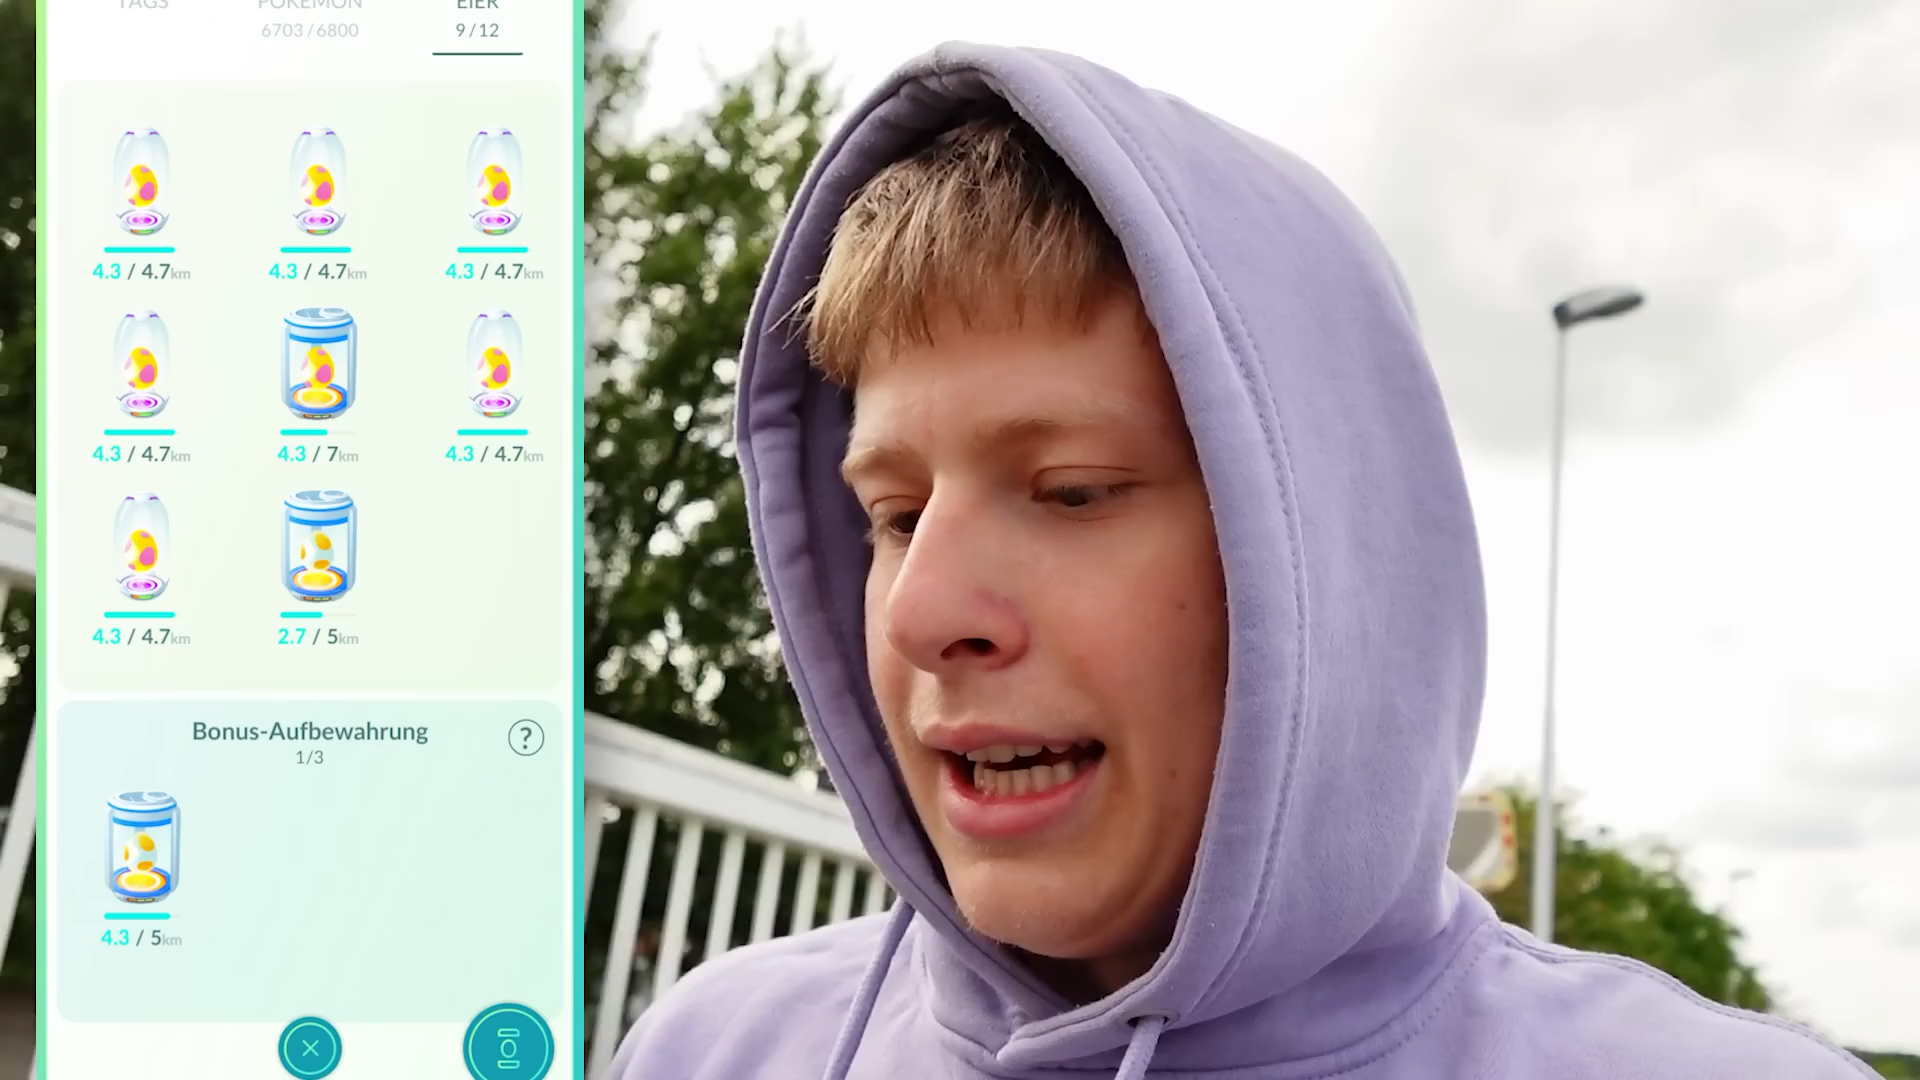 TAGS POKÉMON EIER
6703 / 6800 9 / 12
4.3 / 4.7km 4.3 / 4.7km 4.3 / 4.7km
4.3 / 4.7km 4.3 / 7km 4.3 / 4.7km
4.3 / 4.7km 2.7 / 5km
Bonus-Aufbewahrung ?
1/3
4.3 / 5km